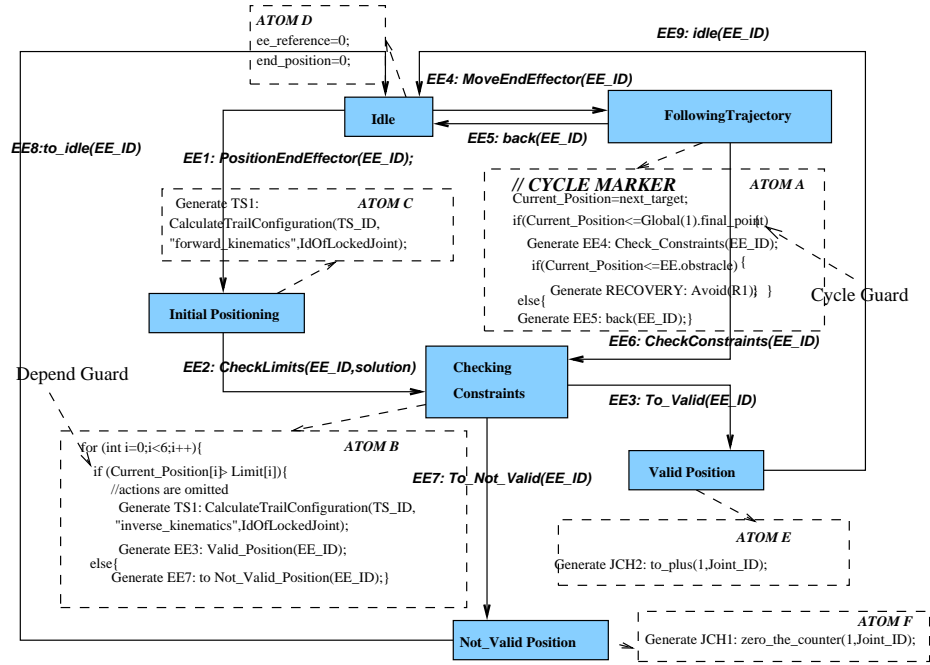 ATOM D
ee_reference=0;
end_position=0;
EE9: idle(EE_ID)
EE4: MoveEndEffector(EE_ID)
Idle
FollowingTrajectory
EE5: back(EE_ID)
EE8:to_idle(EE_ID)
EE1: PositionEndEffector(EE_ID);
// CYCLE MARKER
ATOM A
Current_Position=next_target;
if(Current_Position<=Global(1).final_point){
Generate EE4: Check_Constraints(EE_ID);
if(Current_Position<=EE.obstracle) {
Generate RECOVERY: Avoid(R1); } }
else{
Generate EE5: back(EE_ID);}
Cycle Guard
Generate TS1:
ATOM C
CalculateTrailConfiguration(TS_ID,
"forward_kinematics",IdOfLockedJoint);
Initial Positioning
EE6: CheckConstraints(EE_ID)
EE2: CheckLimits(EE_ID,solution)
Checking
Constraints
Depend Guard
EE3: To_Valid(EE_ID)
ATOM B
for (int i=0;i<6;i++){
if (Current_Position[i]> Limit[i]){
//actions are omitted
Generate TS1: CalculateTrailConfiguration(TS_ID,
"inverse_kinematics",IdOfLockedJoint);
Generate EE3: Valid_Position(EE_ID);
else{
Generate EE7: to Not_Valid_Position(EE_ID);}
EE7: To_Not_Valid(EE_ID)
Valid Position
ATOM E
Generate JCH2: to_plus(1,Joint_ID);
Not_Valid Position
ATOM F
Generate JCH1: zero_the_counter(1,Joint_ID);